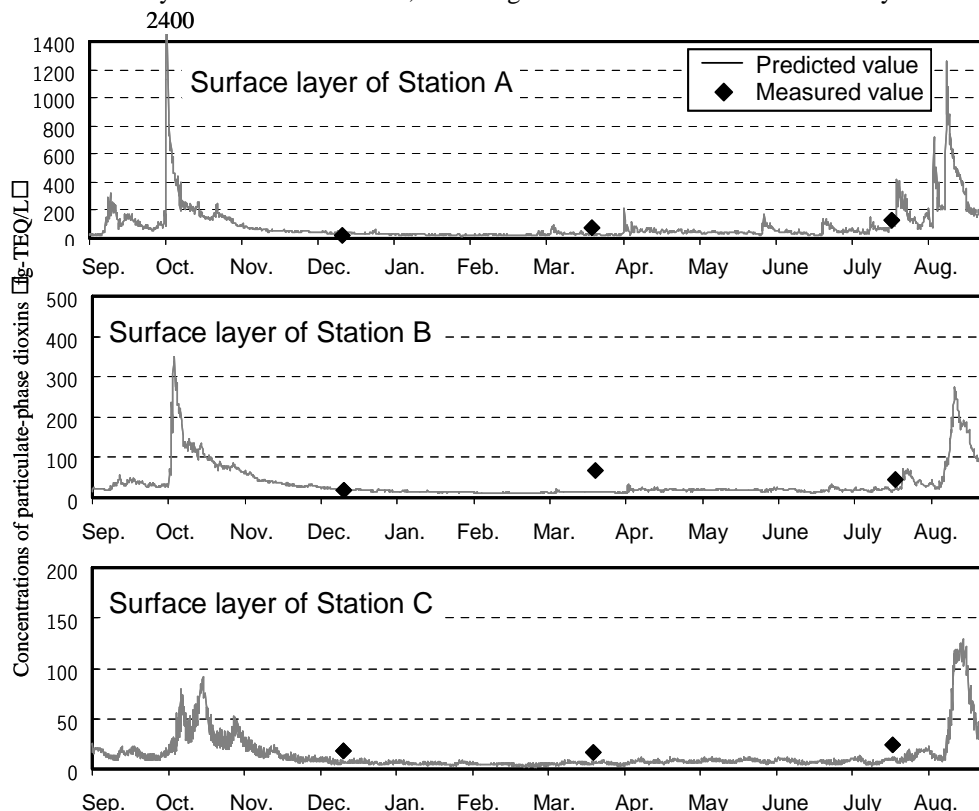 2400
1400
1200
1000
800
600
400
200
0
Surface layer of Station A
Predicted value
Measured value
Sep. Oct. Nov. Dec. Jan. Feb. Mar. Apr. May June July Aug.
Concentrations of particulate-phase dioxins □fg-TEQ/L□
500
400
300
200
100
0
Surface layer of Station B
Sep. Oct. Nov. Dec. Jan. Feb. Mar. Apr. May June July Aug.
200
150
100
50
0
Surface layer of Station C
Sep. Oct. Nov. Dec. Jan. Feb. Mar. Apr. May June July Aug.